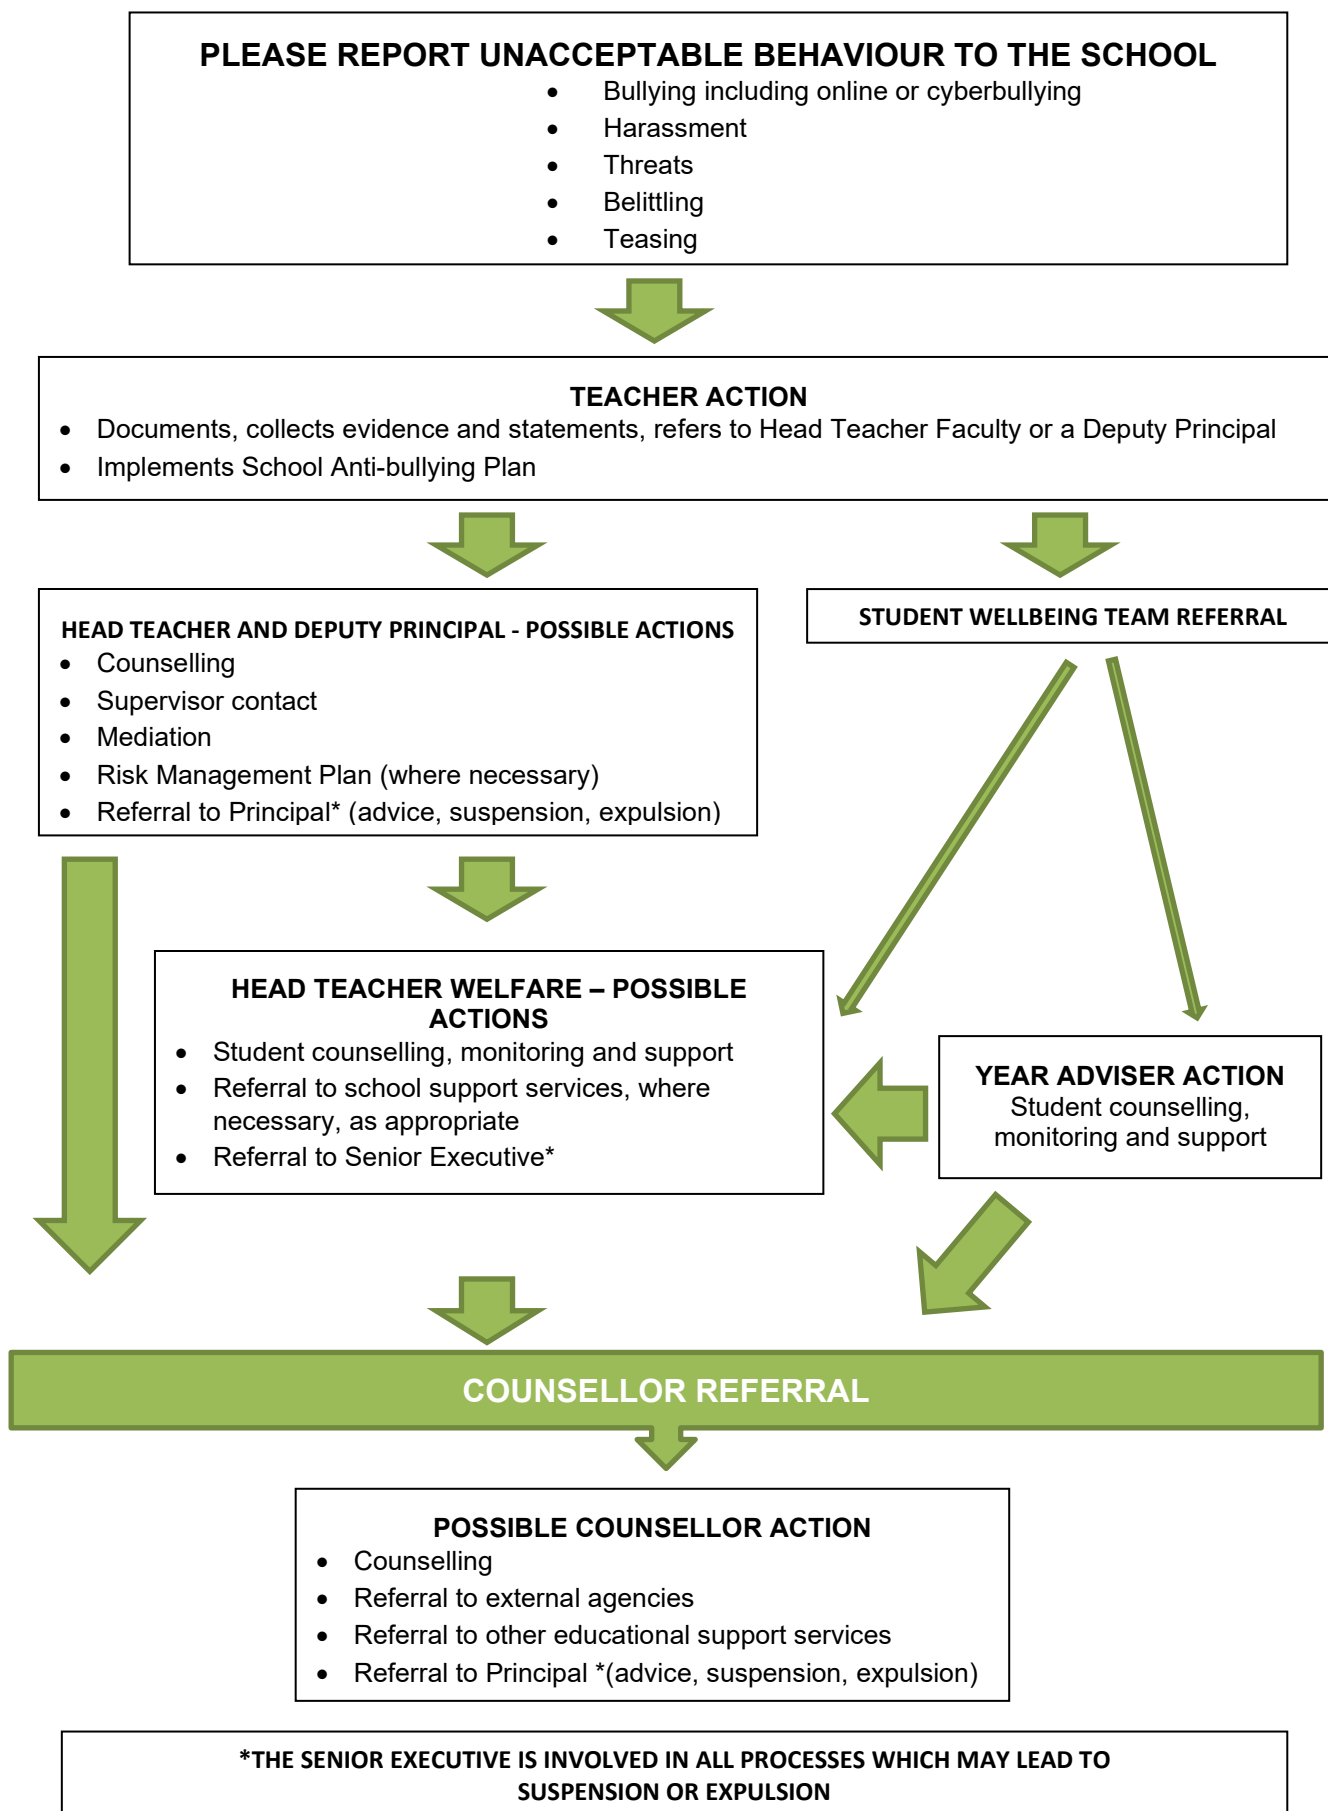 PLEASE REPORT UNACCEPTABLE BEHAVIOUR TO THE SCHOOL
• Bullying including online or cyberbullying
• Harassment
• Threats
• Belittling
• Teasing
TEACHER ACTION
• Documents, collects evidence and statements, refers to Head Teacher Faculty or a Deputy Principal
• Implements School Anti-bullying Plan
HEAD TEACHER AND DEPUTY PRINCIPAL - POSSIBLE ACTIONS
• Counselling
• Supervisor contact
• Mediation
• Risk Management Plan (where necessary)
• Referral to Principal* (advice, suspension, expulsion)
STUDENT WELLBEING TEAM REFERRAL
HEAD TEACHER WELFARE – POSSIBLE
ACTIONS
• Student counselling, monitoring and support
• Referral to school support services, where
necessary, as appropriate
• Referral to Senior Executive*
YEAR ADVISER ACTION
Student counselling,
monitoring and support
COUNSELLOR REFERRAL
POSSIBLE COUNSELLOR ACTION
• Counselling
• Referral to external agencies
• Referral to other educational support services
• Referral to Principal *(advice, suspension, expulsion)
*THE SENIOR EXECUTIVE IS INVOLVED IN ALL PROCESSES WHICH MAY LEAD TO
SUSPENSION OR EXPULSION